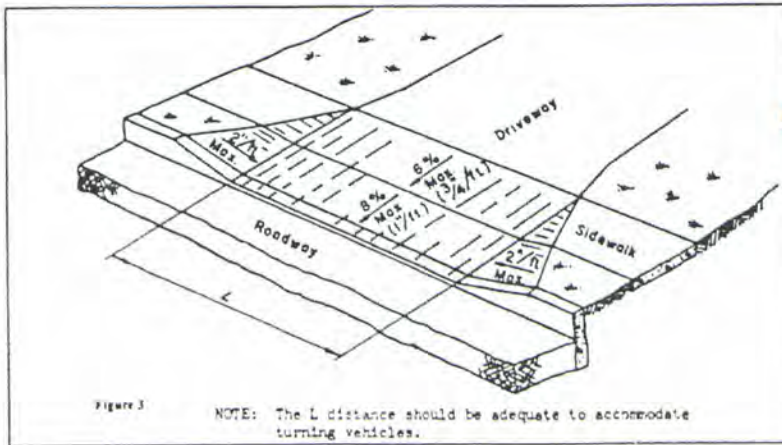 Driveway
2"/ft
Max.
6%
Max
(3/4/ft)
8%
Max
(1"/ft.)
Sidewalk
2"/ft
Max
Roadway
L
Figure 3
NOTE: The L distance should be adequate to accommodate
turning vehicles.